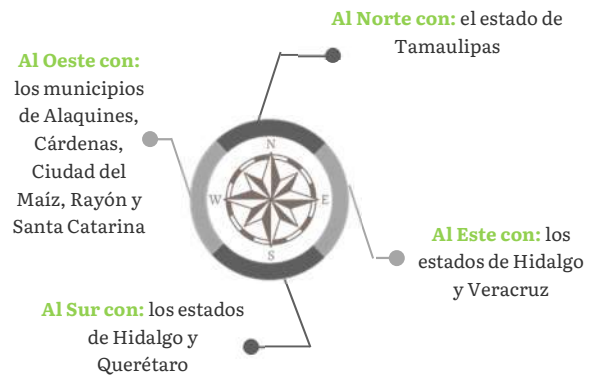 Al Norte con: el estado de
Tamaulipas
Al Oeste con:
los municipios
de Alaquines,
Cárdenas,
Ciudad del
Maíz, Rayón y
Santa Catarina
N
W
E
S
Al Este con: los
estados de Hidalgo
y Veracruz
Al Sur con: los estados
de Hidalgo y
Querétaro